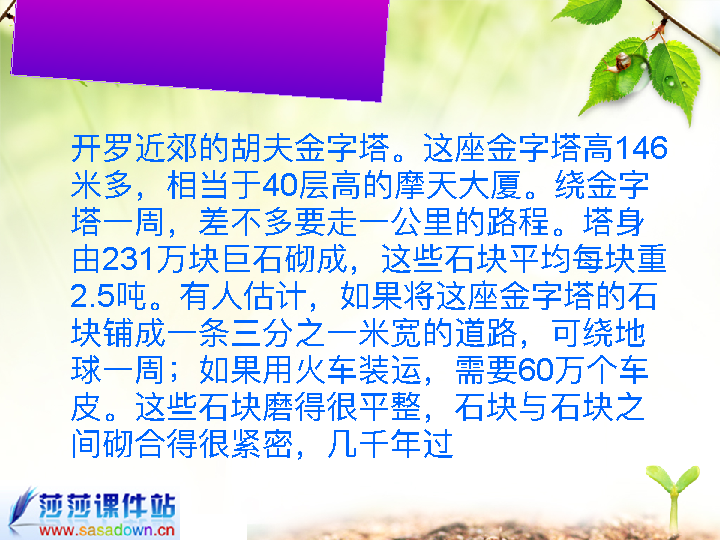 开罗近郊的胡夫金字塔。这座金字塔高146
米多，相当于40层高的摩天大厦。绕金字
塔一周，差不多要走一公里的路程。塔身
由231万块巨石砌成，这些石块平均每块重
2.5吨。有人估计，如果将这座金字塔的石
块铺成一条三分之一米宽的道路，可绕地
球一周；如果用火车装运，需要60万个车
皮。这些石块磨得很平整，石块与石块之
间砌合得很紧密，几千年过
莎莎课件站
www.sasadown.cn